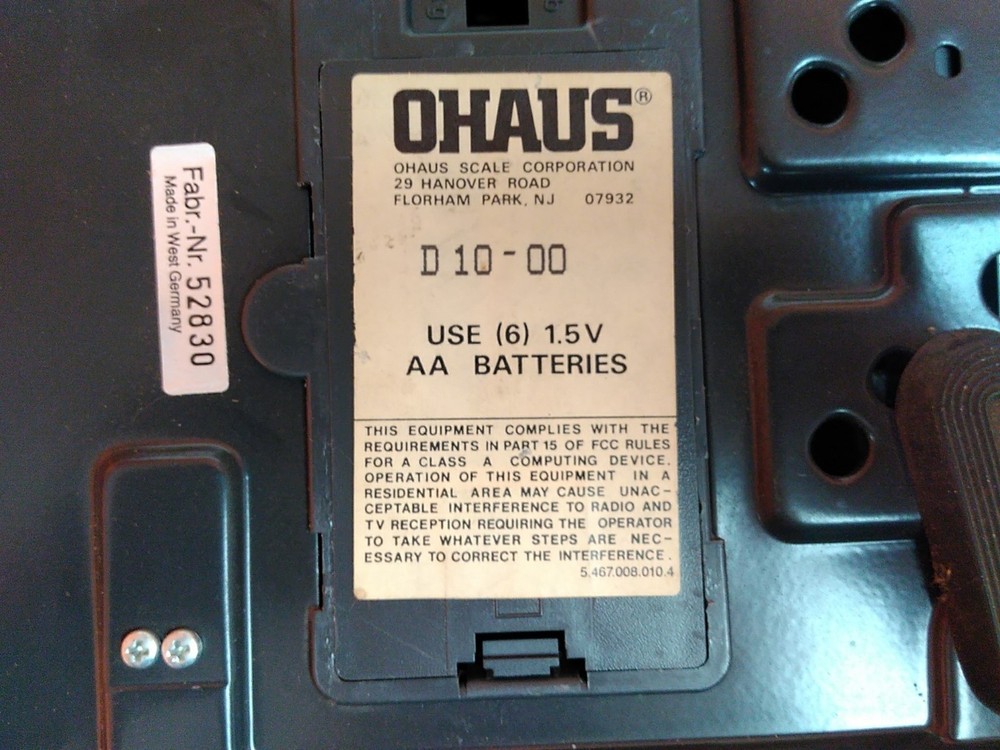 OHAUS®
OHAUS SCALE CORPORATION
29 HANOVER ROAD
FLORHAM PARK, NJ 07932
D 10-00
USE (6) 1.5V
AA BATTERIES
THIS EQUIPMENT COMPLIES WITH THE
REQUIREMENTS IN PART 15 OF FCC RULES
FOR A CLASS A COMPUTING DEVICE.
OPERATION OF THIS EQUIPMENT IN A
RESIDENTIAL AREA MAY CAUSE UNAC-
CEPTABLE INTERFERENCE TO RADIO AND
TV RECEPTION REQUIRING THE OPERATOR
TO TAKE WHATEVER STEPS ARE NEC-
ESSARY TO CORRECT THE INTERFERENCE.
5.467.008.010.4
Fabr.-Nr. 52830
Made in West Germany